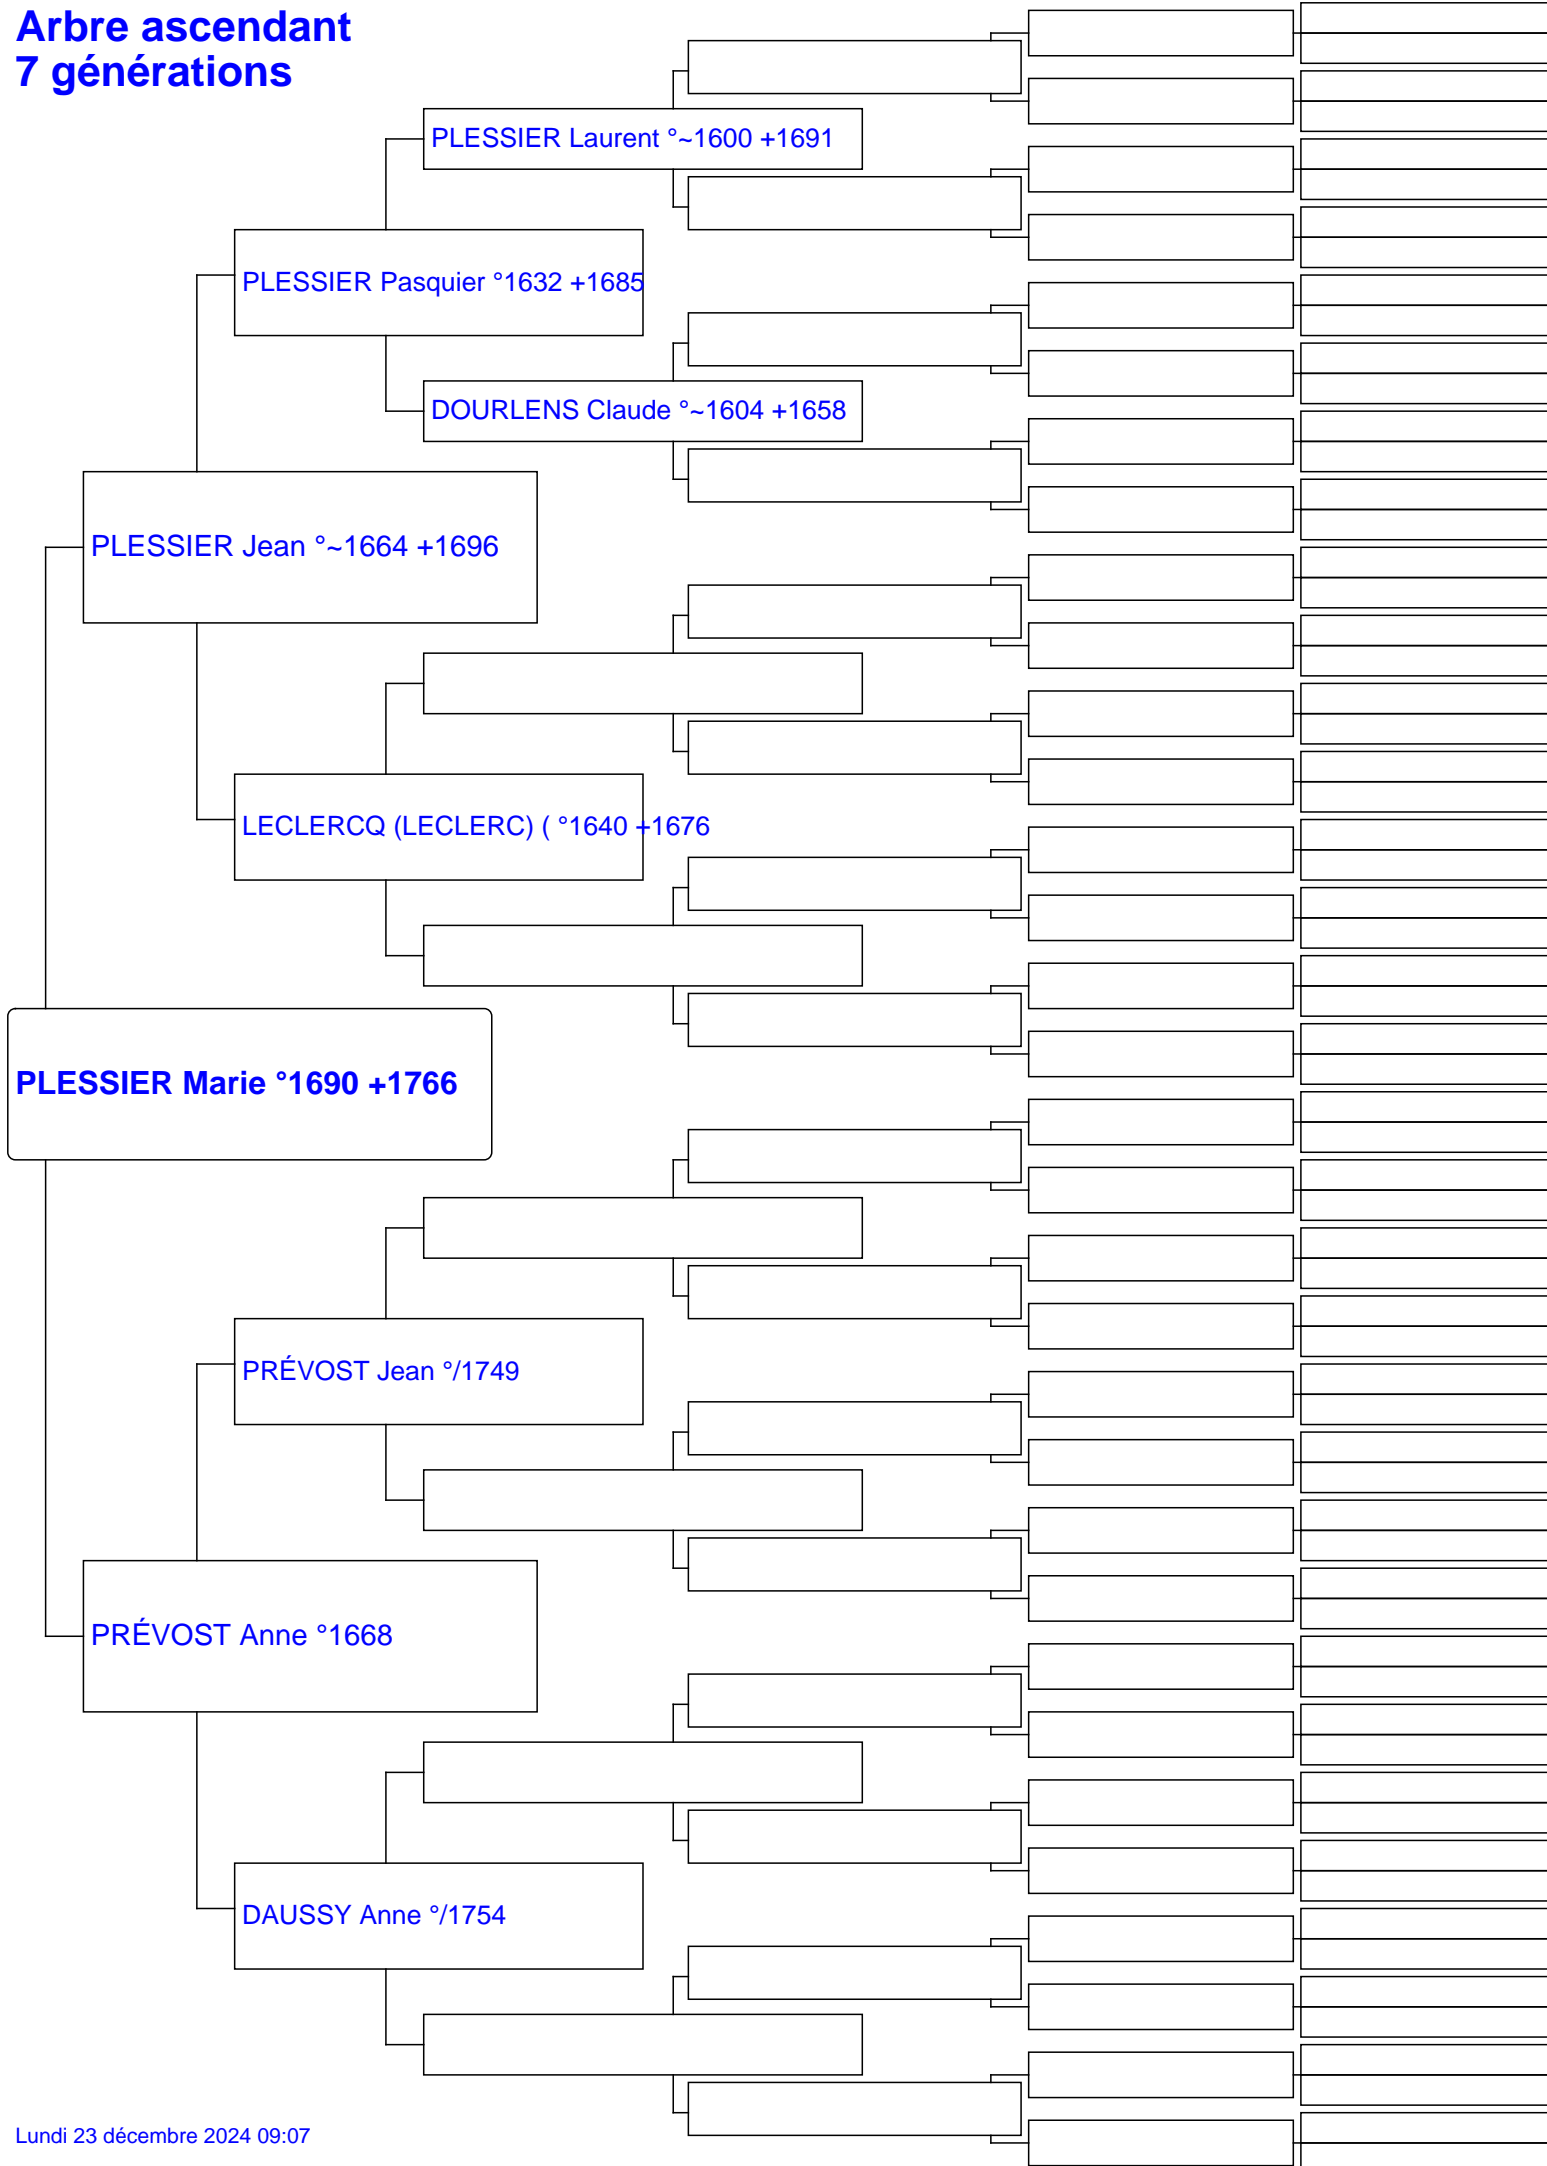 Arbre ascendant
7 générations
PLESSIER Laurent °~1600 +1691
PLESSIER Pasquier °1632 +1685
DOURLENS Claude °~1604 +1658
PLESSIER Jean °~1664 +1696
LECLERCQ (LECLERC) ( °1640 +1676
PLESSIER Marie °1690 +1766
PRÉVOST Jean °/1749
PRÉVOST Anne °1668
DAUSSY Anne °/1754
Lundi 23 décembre 2024 09:07